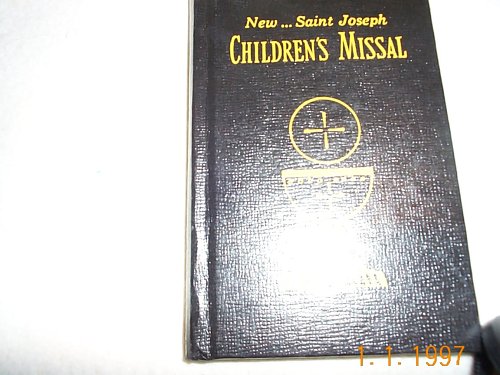 New ... Saint Joseph
CHILDREN'S MISSAL
1. 1. 1997